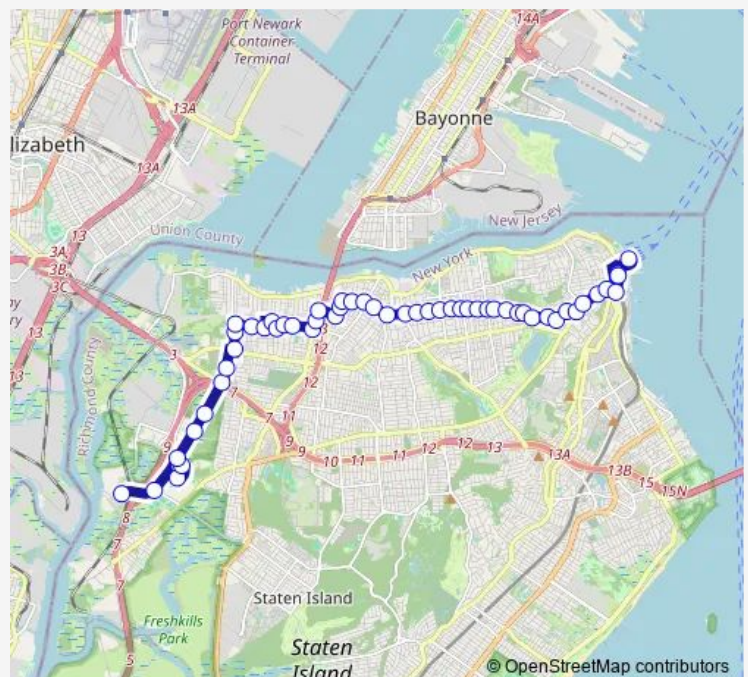 14A
Port Newark
Container
Terminal
13A
Bayonne
lizabeth
13A
13
New Jersey
Union County
3A
3B
3C
New York
13
13
3
12
3
12
Richmond County
7
7
11
9
9
9
10
11
11
12
12
13
13A
13B
15
15N
8
7
7
5
Staten Island
Freshkills
Park
Staten
Island
© OpenStreetMap contributors